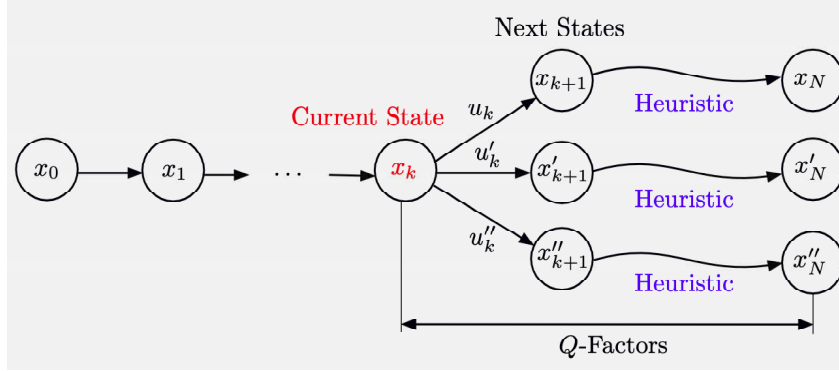 Next States
x_{k+1}
x_N
u_k
Heuristic
Current State
x_0
x_1
...
x_k
u'_k
x'_{k+1}
x'_N
Heuristic
u''_k
x''_{k+1}
x''_N
Heuristic
Q-Factors